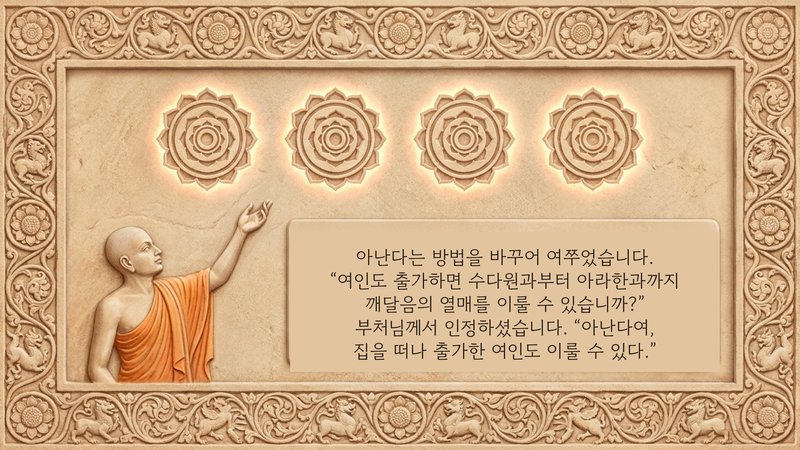 아난다는 방법을 바꾸어 여쭈었습니다.
“여인도 출가하면 수다원과부터 아라한과까지
깨달음의 열매를 이룰 수 있습니까?”
부처님께서 인정하셨습니다. “아난다여,
집을 떠나 출가한 여인도 이룰 수 있다.”